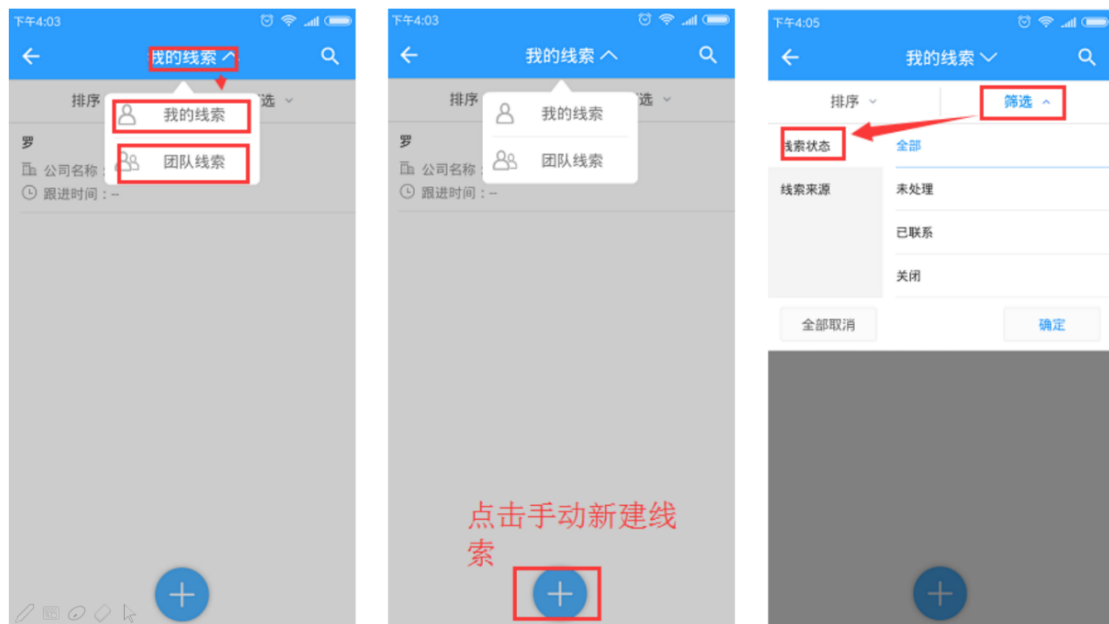 下午4:03
我的线索
排序
选
我的线索
团队线索
罗
公司名称：
跟进时间：--
下午4:03
我的线索
排序
选
我的线索
团队线索
罗
公司名称：
跟进时间：--
点击手动新建线
索
下午4:05
我的线索
排序
筛选
线索状态
全部
线索来源
未处理
已联系
关闭
全部取消
确定